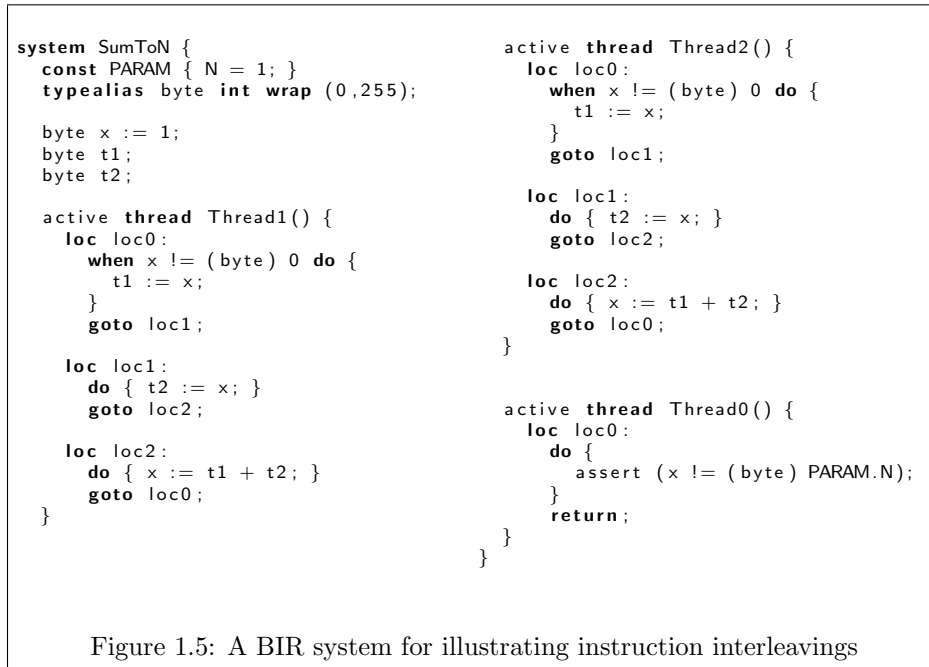 system SumToN {
const PARAM { N = 1; }
typealias byte int wrap (0,255);
byte x := 1;
byte t1;
byte t2;
active thread Thread1() {
loc loc0:
when x != (byte) 0 do {
t1 := x;
}
goto loc1;
loc loc1:
do { t2 := x; }
goto loc2;
loc loc2:
do { x := t1 + t2; }
goto loc0;
}
active thread Thread2() {
loc loc0:
when x != (byte) 0 do {
t1 := x;
}
goto loc1;
loc loc1:
do { t2 := x; }
goto loc2;
loc loc2:
do { x := t1 + t2; }
goto loc0;
}
active thread Thread0() {
loc loc0:
do {
assert (x != (byte) PARAM.N);
}
return;
}
}
Figure 1.5: A BIR system for illustrating instruction interleavings